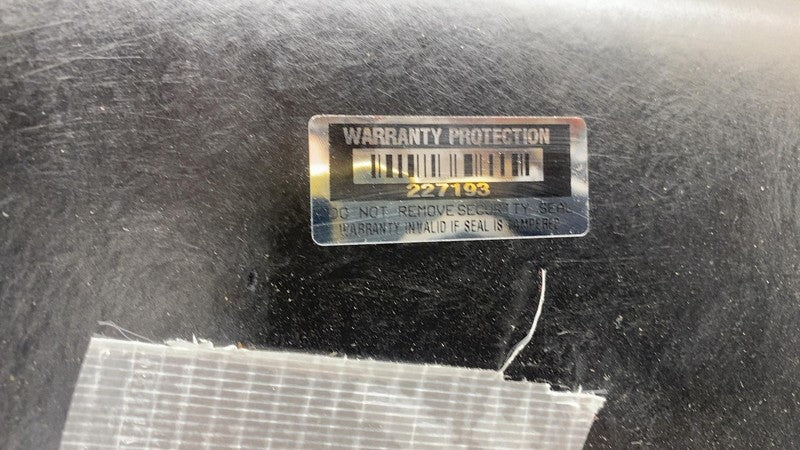 WARRANTY PROTECTION
227193
DO NOT REMOVE SECURITY SEAL
WARRANTY INVALID IF SEAL IS TAMPERED